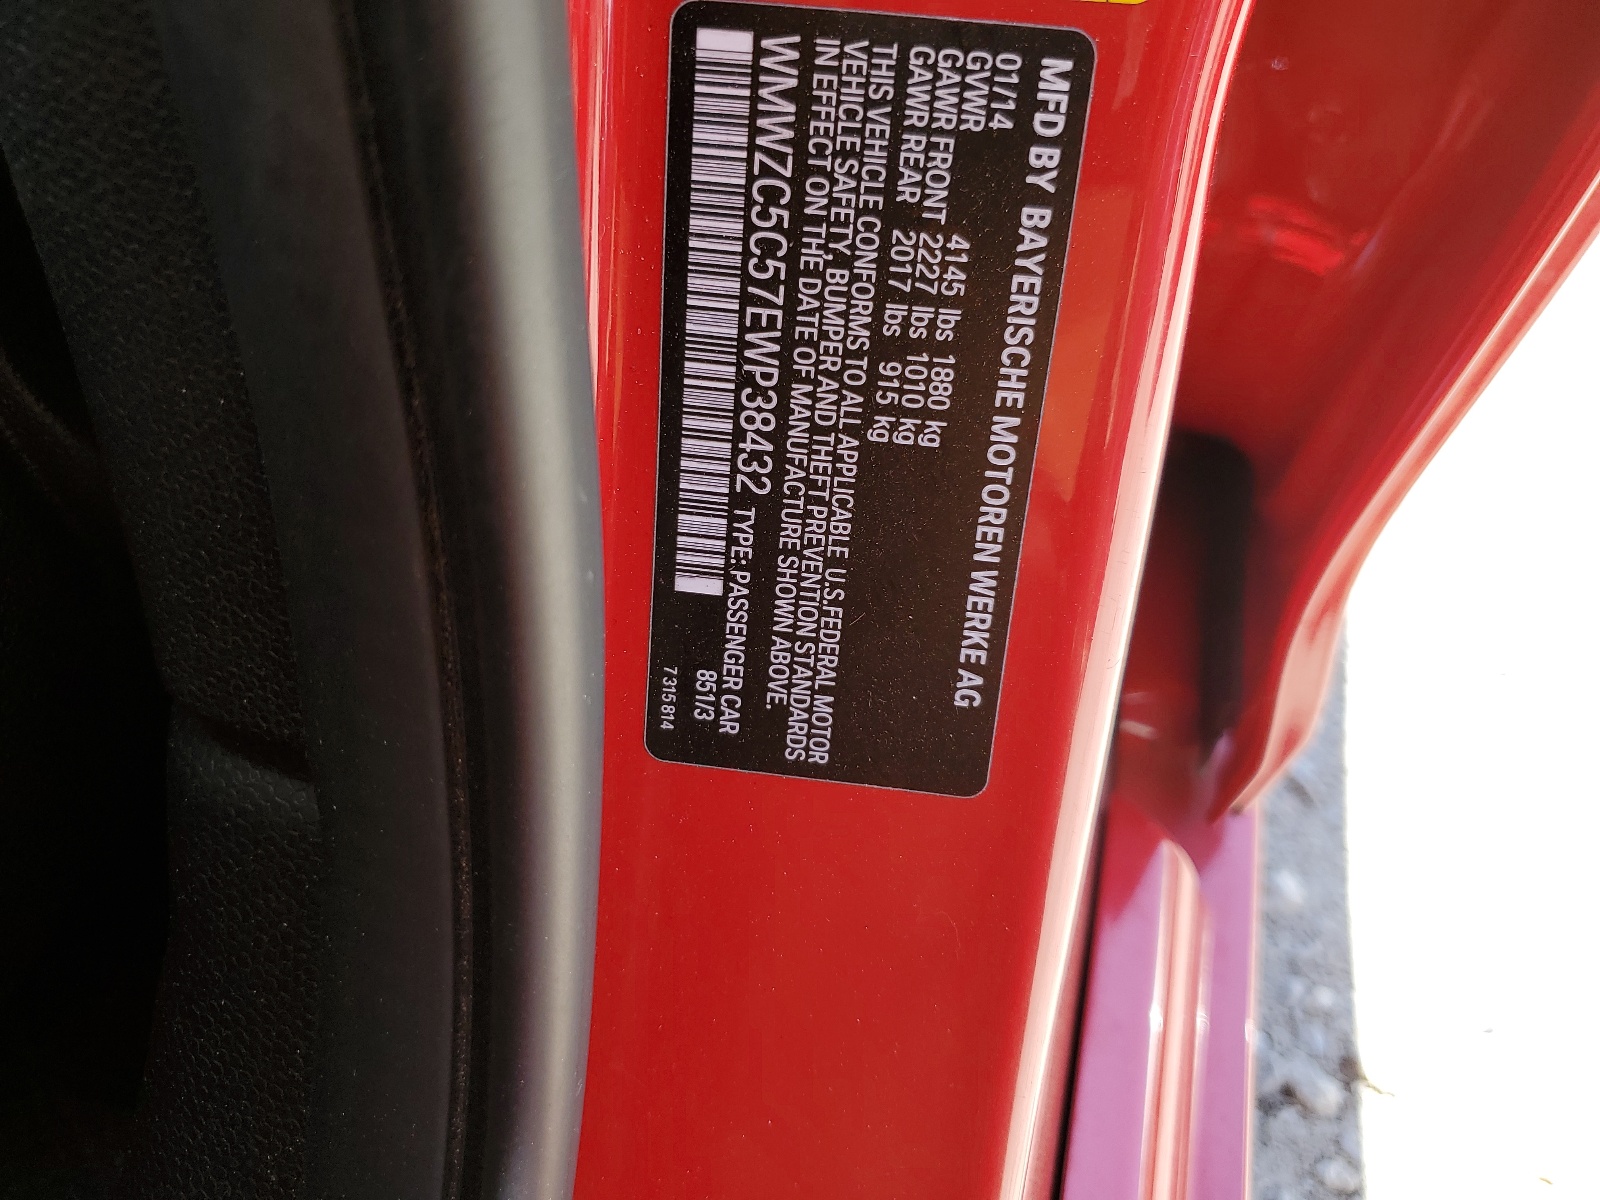 MFD BY BAYERISCHE MOTOREN WERKE AG
01/14
GVWR 4145 lbs 1880 kg
GAWR FRONT 2227 lbs 1010 kg
GAWR REAR 2017 lbs 915 kg
THIS VEHICLE CONFORMS TO ALL APPLICABLE U.S.FEDERAL MOTOR
VEHICLE SAFETY, BUMPER AND THEFT PREVENTION STANDARDS
IN EFFECT ON THE DATE OF MANUFACTURE SHOWN ABOVE.
WMWZC5C57EWP38432 TYPE: PASSENGER CAR
851/3
7315814